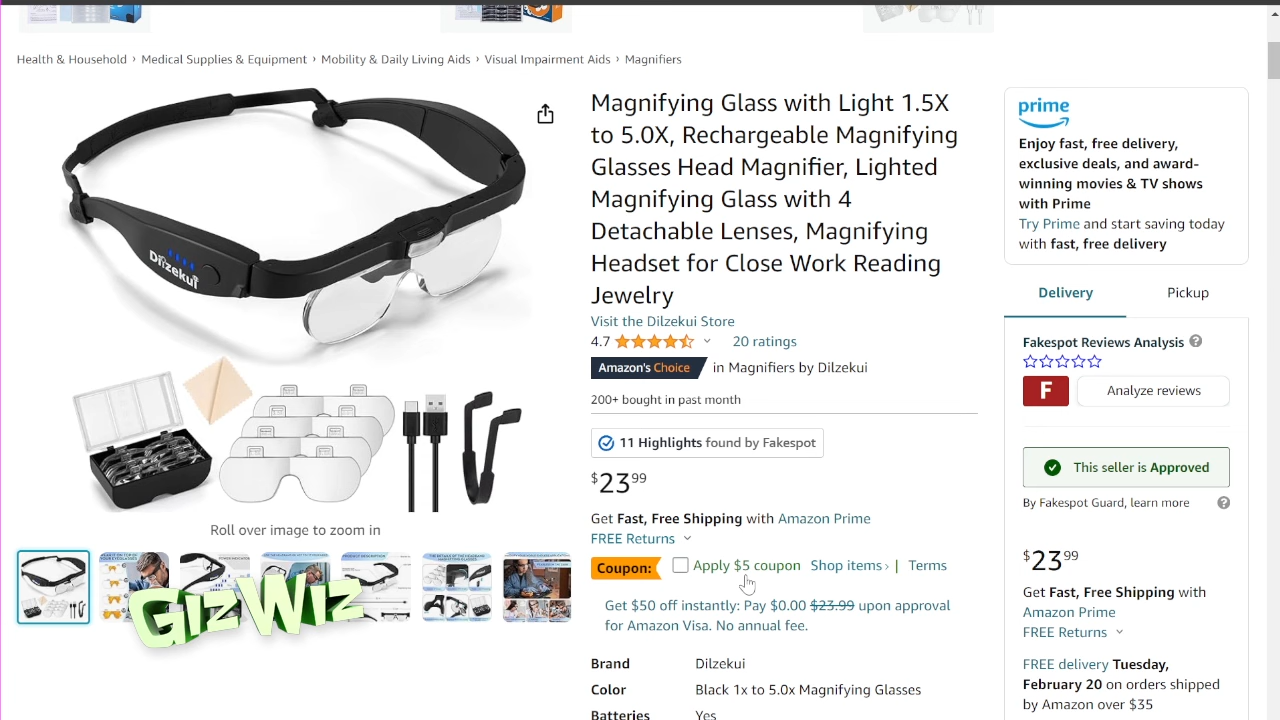 Health & Household › Medical Supplies & Equipment › Mobility & Daily Living Aids › Visual Impairment Aids › Magnifiers
Dilzekui
Roll over image to zoom in
GizWiz
Magnifying Glass with Light 1.5X
to 5.0X, Rechargeable Magnifying
Glasses Head Magnifier, Lighted
Magnifying Glass with 4
Detachable Lenses, Magnifying
Headset for Close Work Reading
Jewelry
Visit the Dilzekui Store
4.7
20 ratings
Amazon's Choice in Magnifiers by Dilzekui
200+ bought in past month
11 Highlights found by Fakespot
$23.99
Get Fast, Free Shipping with Amazon Prime
FREE Returns
Coupon: Apply $5 coupon Shop items › | Terms
Get $50 off instantly: Pay $0.00 $23.99 upon approval
for Amazon Visa. No annual fee.
Brand Dilzekui
Color Black 1x to 5.0x Magnifying Glasses
Batteries Yes
prime
Enjoy fast, free delivery,
exclusive deals, and award-
winning movies & TV shows
with Prime
Try Prime and start saving today
with fast, free delivery
Delivery Pickup
Fakespot Reviews Analysis ?
F Analyze reviews
This seller is Approved
By Fakespot Guard, learn more ?
$23.99
Get Fast, Free Shipping with
Amazon Prime
FREE Returns
FREE delivery Tuesday,
February 20 on orders shipped
by Amazon over $35